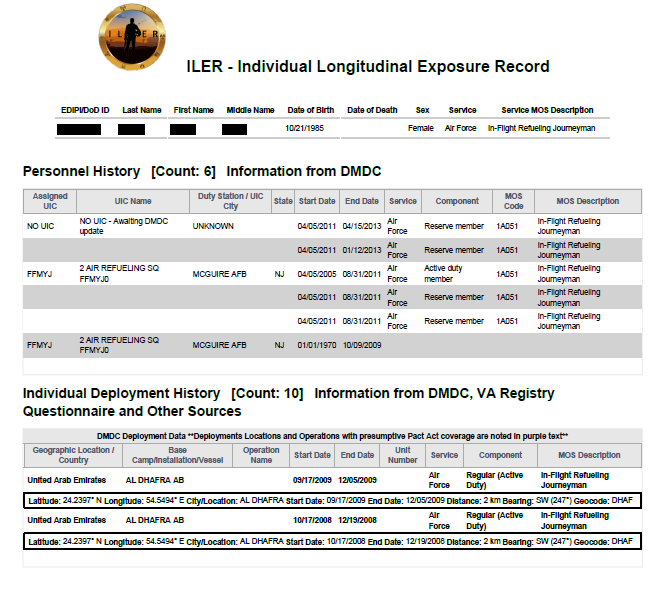 ILER
ILER - Individual Longitudinal Exposure Record
EDIPI/DoD ID Last Name First Name Middle Name Date of Birth Date of Death Sex Service Service MOS Description
10/21/1985 Female Air Force In-Flight Refueling Journeyman
Personnel History [Count: 6] Information from DMDC
Assigned UIC UIC Name Duty Station / UIC City State Start Date End Date Service Component MOS Code MOS Description
NO UIC NO UIC - Awaiting DMDC update UNKNOWN 04/05/2011 04/15/2013 Air Force Reserve member 1A051 In-Flight Refueling Journeyman
04/05/2011 01/12/2013 Air Force Reserve member 1A051 In-Flight Refueling Journeyman
FFMYJ 2 AIR REFUELING SQ FFMYJ0 MCGUIRE AFB NJ 04/05/2005 08/31/2011 Air Force Active duty member 1A051 In-Flight Refueling Journeyman
04/05/2011 08/31/2011 Air Force Reserve member 1A051 In-Flight Refueling Journeyman
04/05/2011 08/31/2011 Air Force Reserve member 1A051 In-Flight Refueling Journeyman
FFMYJ 2 AIR REFUELING SQ FFMYJ0 MCGUIRE AFB NJ 01/01/1970 10/09/2009
Individual Deployment History [Count: 10] Information from DMDC, VA Registry
Questionnaire and Other Sources
DMDC Deployment Data **Deployments Locations and Operations with presumptive Pact Act coverage are noted in purple text**
Geographic Location / Country Base Camp/Installation/Vessel Operation Name Start Date End Date Unit Number Service Component MOS Description
United Arab Emirates AL DHAFRA AB 09/17/2009 12/05/2009 Air Force Regular (Active Duty) In-Flight Refueling Journeyman
Latitude: 24.2397° N Longitude: 54.5494° E City/Location: AL DHAFRA Start Date: 09/17/2009 End Date: 12/05/2009 Distance: 2 km Bearing: SW (247°) Geocode: DHAF
United Arab Emirates AL DHAFRA AB 10/17/2008 12/19/2008 Air Force Regular (Active Duty) In-Flight Refueling Journeyman
Latitude: 24.2397° N Longitude: 54.5494° E City/Location: AL DHAFRA Start Date: 10/17/2008 End Date: 12/19/2008 Distance: 2 km Bearing: SW (247°) Geocode: DHAF